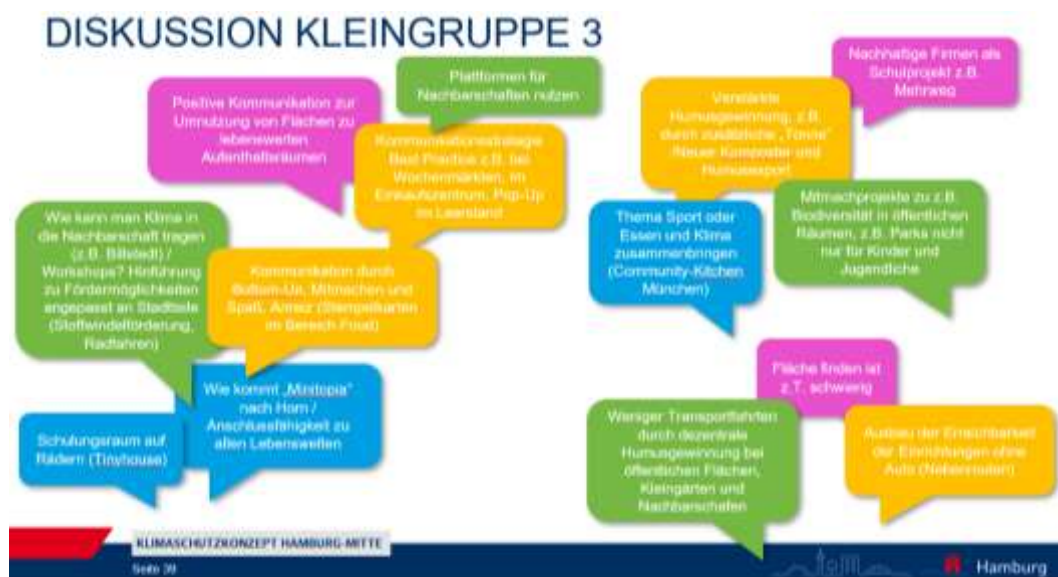 DISKUSSION KLEINGRUPPE 3
Positive Kommunikation zur
Umnutzung von Flächen zu
lebenswerten
Aufenthalträumen
Plattformen für
Nachbarschaften nutzen
Kommunikationsstrategie
Best Practice z.B. bei
Wochenmärkten, im
Einkaufszentrum, Pop-Up
im Leerstand
Wie kann man Klima in
die Nachbarschaft tragen
(z.B. Billstedt) /
Workshops? Hinführung
zu Fördermöglichkeiten
angepasst an Stadtteile
(Stoffwindelförderung,
Radfahren)
Kommunikation durch
Bottom-Up, Mitmachen und
Spaß, Anreiz (Stempelkarten
im Bereich Food)
Wie kommt „Minitopia"
nach Horn /
Anschlussfähigkeit zu
allen Lebenswelten
Schulungsraum auf
Rädern (Tinyhouse)
Nachhaltige Firmen als
Schulprojekt z.B.
Mehrweg
Verstärkte
Humusgewinnung, z.B.
durch zusätzliche „Tonne"
Neuer Komposter und
Humusexport
Thema Sport oder
Essen und Klima
zusammenbringen
(Community-Kitchen
München)
Mitmachprojekte zu z.B.
Biodiversität in öffentlichen
Räumen, z.B. Parks nicht
nur für Kinder und
Jugendliche
Fläche finden ist
z.T. schwierig
Weniger Transportfahrten
durch dezentrale
Humusgewinnung bei
öffentlichen Flächen,
Kleingärten und
Nachbarschafen
Ausbau der Erreichbarkeit
der Einrichtungen ohne
Auto (Nebenrouten)
KLIMASCHUTZKONZEPT HAMBURG-MITTE
Seite 39
Hamburg